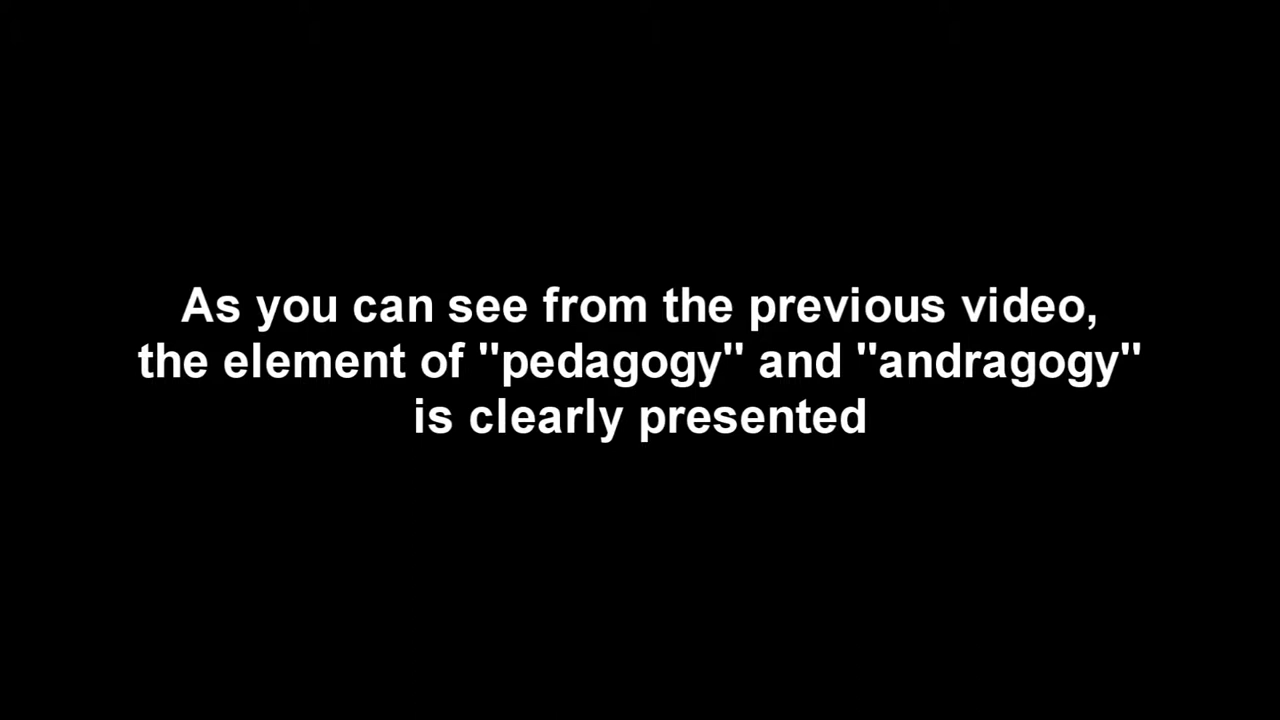 As you can see from the previous video,
the element of "pedagogy" and "andragogy"
is clearly presented